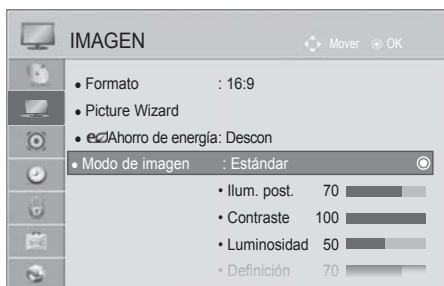 IMAGEN Mover OK
• Formato : 16:9
• Picture Wizard
• eco Ahorro de energía: Descon
• Modo de imagen : Estándar
• Ilum. post. 70
• Contraste 100
• Luminosidad 50
• Definición 70